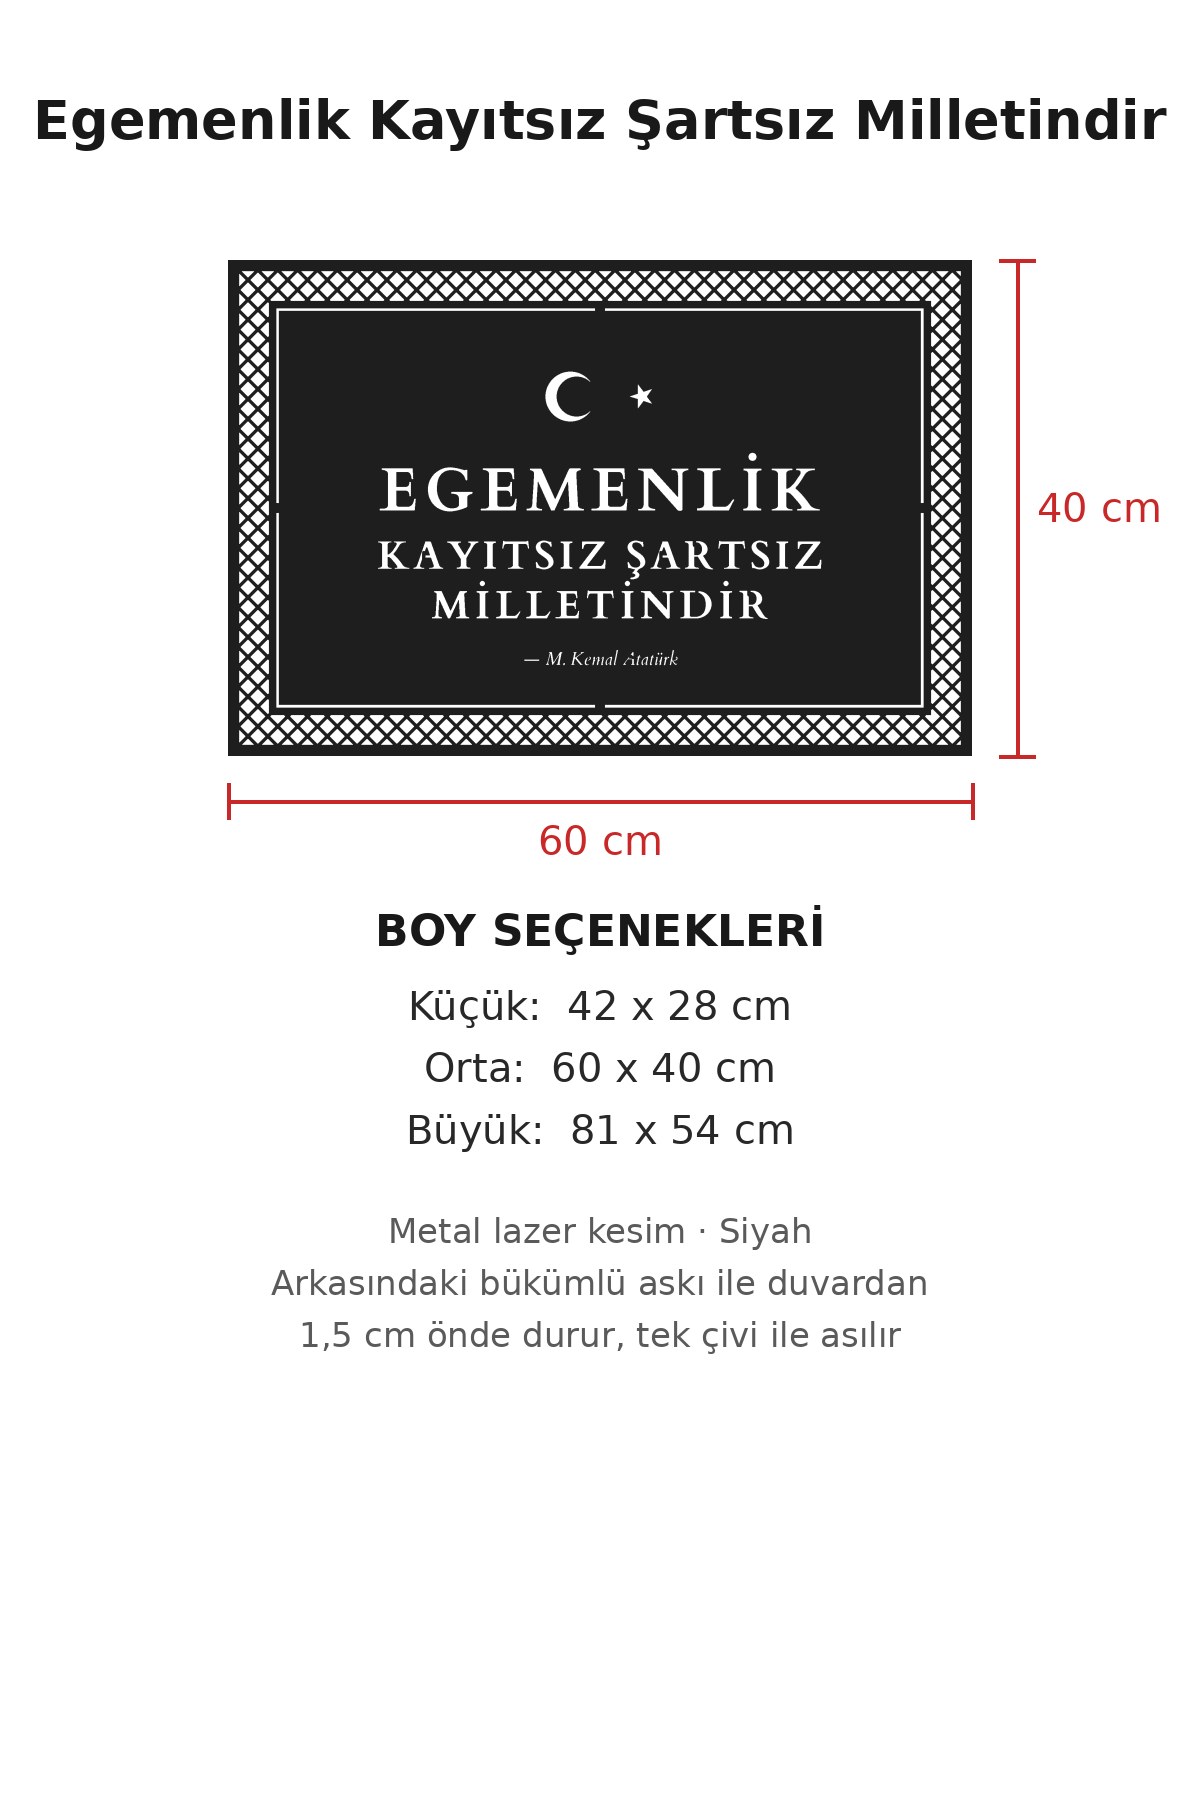 Egemenlik Kayıtsız Şartsız Milletindir
EGEMENLİK
KAYITSIZ ŞARTSIZ
MİLLETİNDİR
— M. Kemal Atatürk
40 cm
60 cm
BOY SEÇENEKLERİ
Küçük: 42 x 28 cm
Orta: 60 x 40 cm
Büyük: 81 x 54 cm
Metal lazer kesim · Siyah
Arkasındaki bükümlü askı ile duvardan
1,5 cm önde durur, tek çivi ile asılır